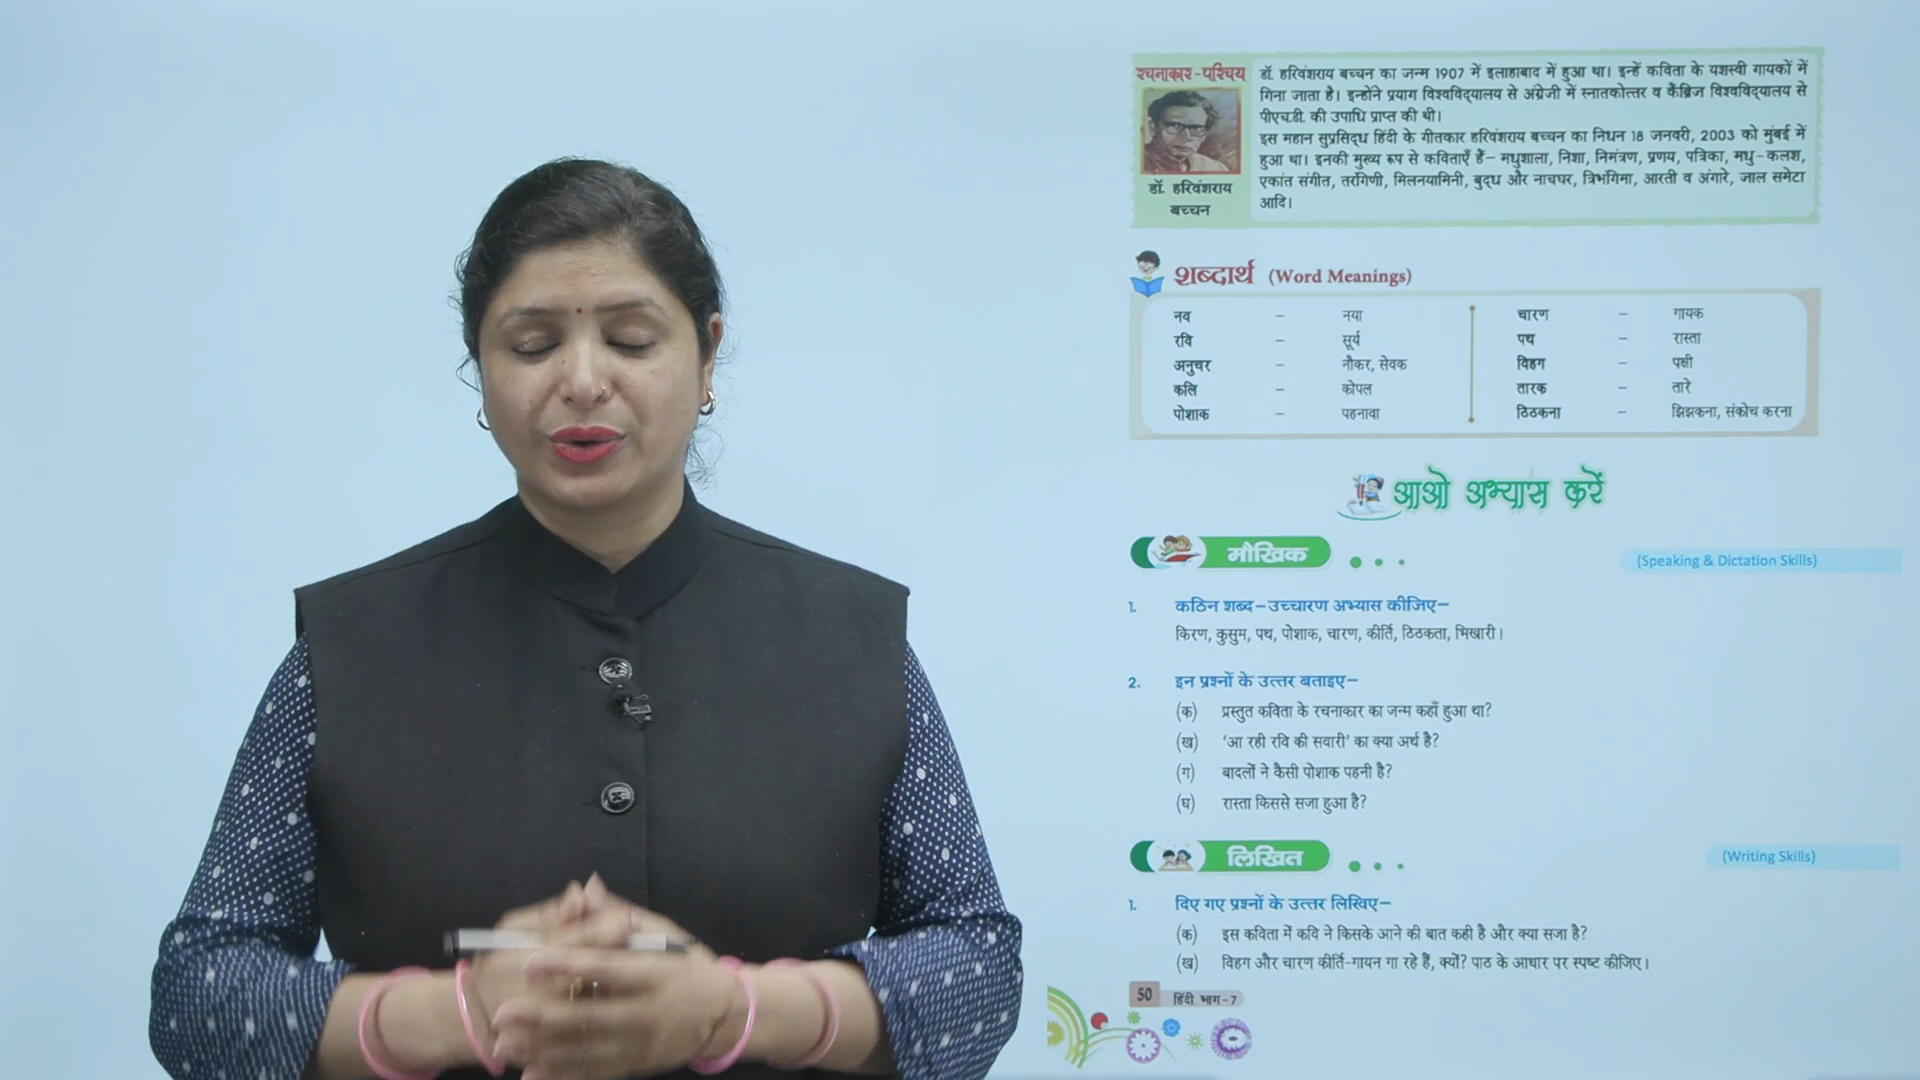 रचनाकार-परिचय
डॉ. हरिवंशराय
बच्चन
डॉ. हरिवंशराय बच्चन का जन्म 1907 में इलाहाबाद में हुआ था। इन्हें कविता के यशस्वी गायकों में
गिना जाता है। इन्होंने प्रयाग विश्वविद्यालय से अंग्रेजी में स्नातकोत्तर व कैंब्रिज विश्वविद्यालय से
पीएच.डी. की उपाधि प्राप्त की थी।
इस महान सुप्रसिद्ध हिंदी के गीतकार हरिवंशराय बच्चन का निधन 18 जनवरी, 2003 को मुंबई में
हुआ था। इनकी मुख्य रूप से कविताएँ हैं– मधुशाला, निशा, निमंत्रण, प्रणय, पत्रिका, मधु-कलश,
एकांत संगीत, तरंगिणी, मिलनयामिनी, बुद्ध और नाचघर, त्रिभंगिमा, आरती व अंगारे, जाल समेटा
आदि।
शब्दार्थ (Word Meanings)
नव – नया
रवि – सूर्य
अनुचर – नौकर, सेवक
कलि – कोपल
पोशाक – पहनावा
चारण – गायक
पथ – रास्ता
विहग – पक्षी
तारक – तारे
ठिठकना – झिझकना, संकोच करना
आओ अभ्यास करें
मौखिक (Speaking & Dictation Skills)
1. कठिन शब्द-उच्चारण अभ्यास कीजिए–
किरण, कुसुम, पथ, पोशाक, चारण, कीर्ति, ठिठकता, भिखारी।
2. इन प्रश्नों के उत्तर बताइए–
(क) प्रस्तुत कविता के रचनाकार का जन्म कहाँ हुआ था?
(ख) ‘आ रही रवि की सवारी’ का क्या अर्थ है?
(ग) बादलों ने कैसी पोशाक पहनी है?
(घ) रास्ता किससे सजा हुआ है?
लिखित (Writing Skills)
1. दिए गए प्रश्नों के उत्तर लिखिए–
(क) इस कविता में कवि ने किसके आने की बात कही है और क्या सजा है?
(ख) विहग और चारण कीर्ति-गायन गा रहे हैं, क्यों? पाठ के आधार पर स्पष्ट कीजिए।
50 हिंदी भाग-7